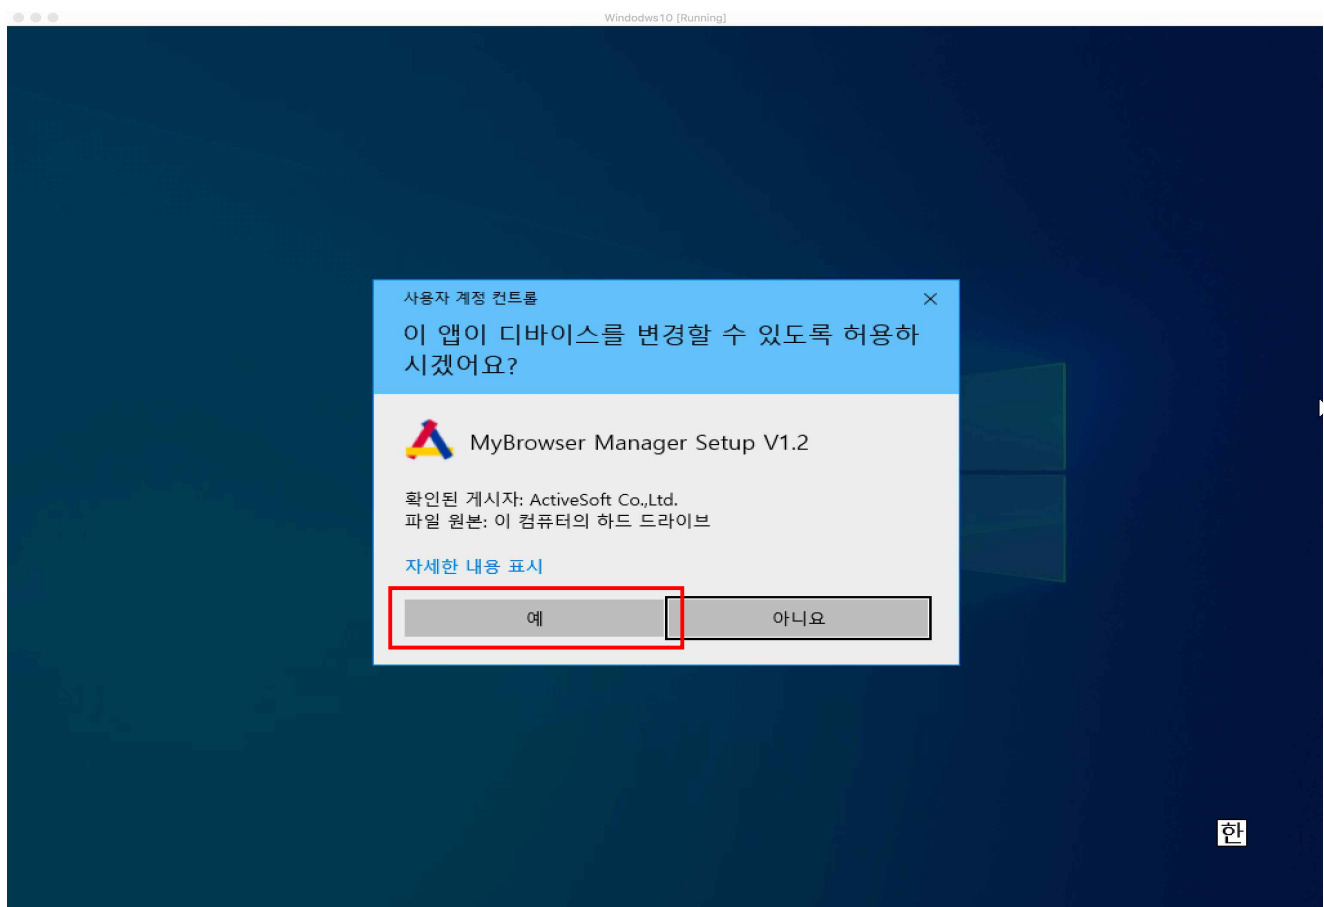 Windodws10 [Running]
사용자 계정 컨트롤
이 앱이 디바이스를 변경할 수 있도록 허용하
시겠어요?
MyBrowser Manager Setup V1.2
확인된 게시자: ActiveSoft Co.,Ltd.
파일 원본: 이 컴퓨터의 하드 드라이브
자세한 내용 표시
예 아니요
한